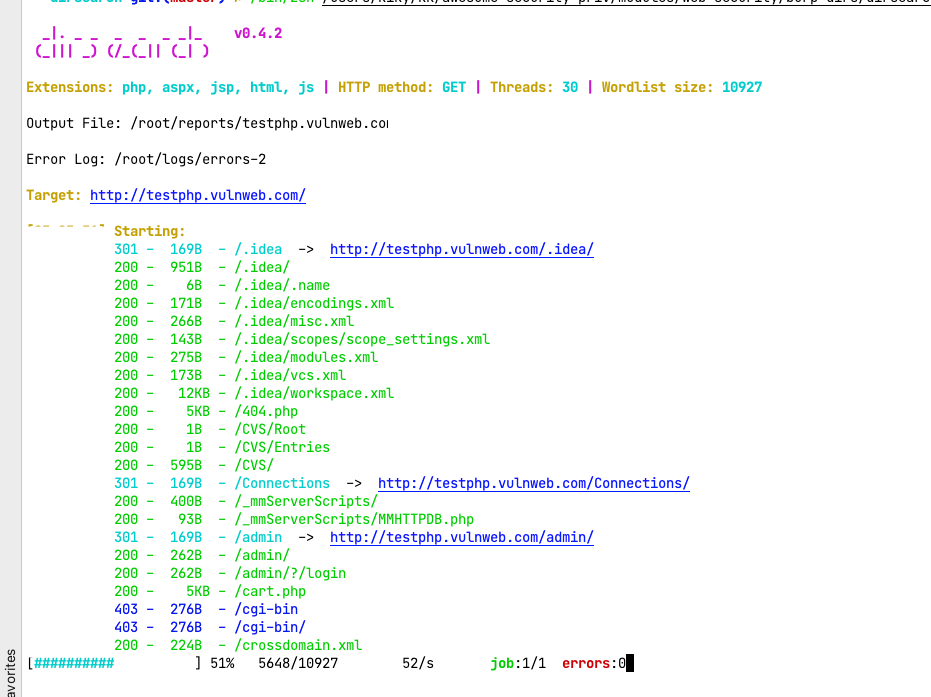 v0.4.2
Extensions: php, aspx, jsp, html, js | HTTP method: GET | Threads: 30 | Wordlist size: 10927
Output File: /root/reports/testphp.vulnweb.co
Error Log: /root/logs/errors-2
Target: http://testphp.vulnweb.com/
Starting:
301 - 169B - /.idea -> http://testphp.vulnweb.com/.idea/
200 - 951B - /.idea/
200 - 6B - /.idea/.name
200 - 171B - /.idea/encodings.xml
200 - 266B - /.idea/misc.xml
200 - 143B - /.idea/scopes/scope_settings.xml
200 - 275B - /.idea/modules.xml
200 - 173B - /.idea/vcs.xml
200 - 12KB - /.idea/workspace.xml
200 - 5KB - /404.php
200 - 1B - /CVS/Root
200 - 1B - /CVS/Entries
200 - 595B - /CVS/
301 - 169B - /Connections -> http://testphp.vulnweb.com/Connections/
200 - 400B - /_mmServerScripts/
200 - 93B - /_mmServerScripts/MMHTTPDB.php
301 - 169B - /admin -> http://testphp.vulnweb.com/admin/
200 - 262B - /admin/
200 - 262B - /admin/?/login
200 - 5KB - /cart.php
403 - 276B - /cgi-bin
403 - 276B - /cgi-bin/
200 - 224B - /crossdomain.xml
[########## ] 51% 5648/10927 52/s job:1/1 errors:0
avorites